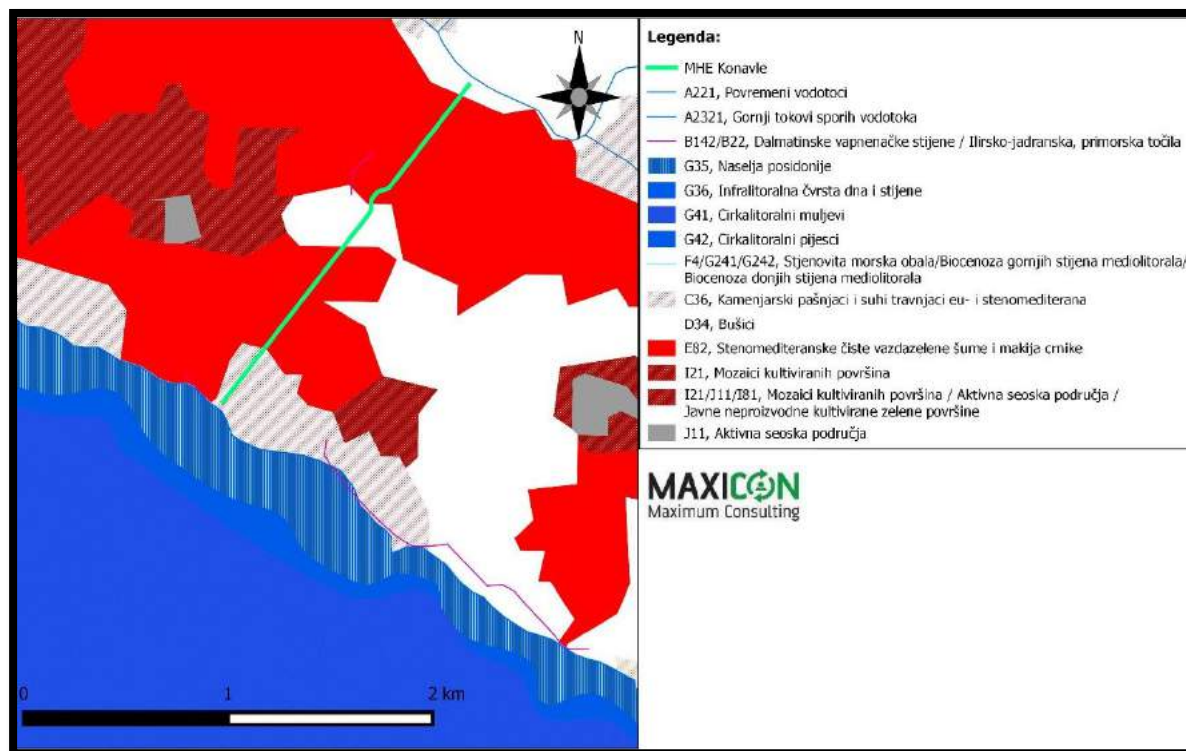 N
0
1
2 km
Legenda:
MHE Konavle
A221, Povremeni vodotoci
A2321, Gornji tokovi sporih vodotoka
B142/B22, Dalmatinske vapnenačke stijene / Ilirsko-jadranska, primorska točila
G35, Naselja posidonije
G36, Infralitoralna čvrsta dna i stijene
G41, Cirkalitoralni muljevi
G42, Cirkalitoralni pijesci
F4/G241/G242, Stjenovita morska obala/Biocenoza gornjih stijena mediolitorala/
Biocenoza donjih stijena mediolitorala
C36, Kamenjarski pašnjaci i suhi travnjaci eu- i stenomediterana
D34, Bušici
E82, Stenomediteranske čiste vazdazelene šume i makija crnike
I21, Mozaici kultiviranih površina
I21/J11/I81, Mozaici kultiviranih površina / Aktivna seoska područja /
Javne neproizvodne kultivirane zelene površine
J11, Aktivna seoska područja
MAXICON
Maximum Consulting